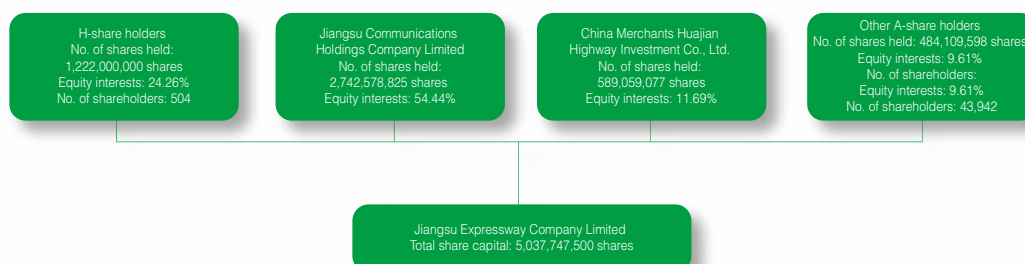 H-share holders
No. of shares held:
1,222,000,000 shares
Equity interests: 24.26%
No. of shareholders: 504
Jiangsu Communications
Holdings Company Limited
No. of shares held:
2,742,578,825 shares
Equity interests: 54.44%
China Merchants Huajian
Highway Investment Co., Ltd.
No. of shares held:
589,059,077 shares
Equity interests: 11.69%
Other A-share holders
No. of shares held: 484,109,598 shares
Equity interests: 9.61%
No. of shareholders:
Equity interests: 9.61%
No. of shareholders: 43,942
Jiangsu Expressway Company Limited
Total share capital: 5,037,747,500 shares